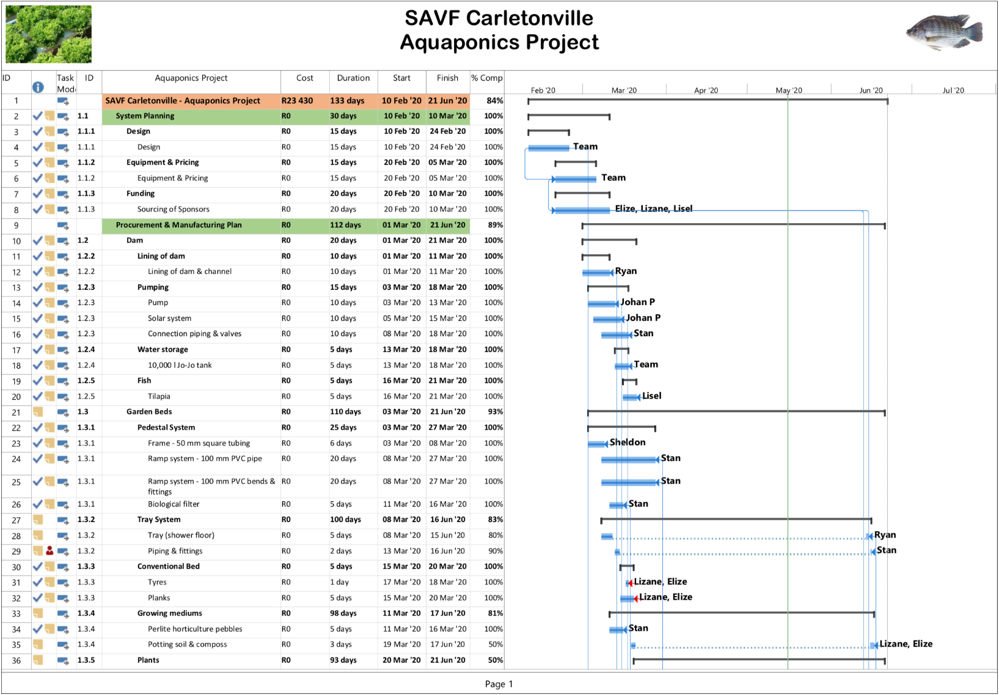 SAVF Carletonville
Aquaponics Project
ID Task Mode ID Aquaponics Project Cost Duration Start Finish % Comp
Feb '20 Mar '20 Apr '20 May '20 Jun '20 Jul '20
1 SAVF Carletonville - Aquaponics Project R23 430 133 days 10 Feb '20 21 Jun '20 84%
2 1.1 System Planning R0 30 days 10 Feb '20 10 Mar '20 100%
3 1.1.1 Design R0 15 days 10 Feb '20 24 Feb '20 100%
4 1.1.1 Design R0 15 days 10 Feb '20 24 Feb '20 100% Team
5 1.1.2 Equipment & Pricing R0 15 days 20 Feb '20 05 Mar '20 100%
6 1.1.2 Equipment & Pricing R0 15 days 20 Feb '20 05 Mar '20 100% Team
7 1.1.3 Funding R0 20 days 20 Feb '20 10 Mar '20 100%
8 1.1.3 Sourcing of Sponsors R0 20 days 20 Feb '20 10 Mar '20 100% Elize, Lizane, Lisel
9 Procurement & Manufacturing Plan R0 112 days 01 Mar '20 21 Jun '20 89%
10 1.2 Dam R0 20 days 01 Mar '20 21 Mar '20 100%
11 1.2.2 Lining of dam R0 10 days 01 Mar '20 11 Mar '20 100%
12 1.2.2 Lining of dam & channel R0 10 days 01 Mar '20 11 Mar '20 100% Ryan
13 1.2.3 Pumping R0 15 days 03 Mar '20 18 Mar '20 100%
14 1.2.3 Pump R0 10 days 03 Mar '20 13 Mar '20 100% Johan P
15 1.2.3 Solar system R0 10 days 05 Mar '20 15 Mar '20 100% Johan P
16 1.2.3 Connection piping & valves R0 10 days 08 Mar '20 18 Mar '20 100% Stan
17 1.2.4 Water storage R0 5 days 13 Mar '20 18 Mar '20 100%
18 1.2.4 10,000 l Jo-Jo tank R0 5 days 13 Mar '20 18 Mar '20 100% Team
19 1.2.5 Fish R0 5 days 16 Mar '20 21 Mar '20 100%
20 1.2.5 Tilapia R0 5 days 16 Mar '20 21 Mar '20 100% Lisel
21 1.3 Garden Beds R0 110 days 03 Mar '20 21 Jun '20 93%
22 1.3.1 Pedestal System R0 25 days 03 Mar '20 27 Mar '20 100%
23 1.3.1 Frame - 50 mm square tubing R0 6 days 03 Mar '20 08 Mar '20 100% Sheldon
24 1.3.1 Ramp system - 100 mm PVC pipe R0 20 days 08 Mar '20 27 Mar '20 100% Stan
25 1.3.1 Ramp system - 100 mm PVC bends & R0 20 days 08 Mar '20 27 Mar '20 100% Stan
fittings
26 1.3.1 Biological filter R0 5 days 11 Mar '20 16 Mar '20 100% Stan
27 1.3.2 Tray System R0 100 days 08 Mar '20 16 Jun '20 83%
28 1.3.2 Tray (shower floor) R0 5 days 08 Mar '20 15 Jun '20 80% Ryan
29 1.3.2 Piping & fittings R0 2 days 13 Mar '20 16 Jun '20 90% Stan
30 1.3.3 Conventional Bed R0 5 days 15 Mar '20 20 Mar '20 100%
31 1.3.3 Tyres R0 1 day 17 Mar '20 18 Mar '20 100% Lizane, Elize
32 1.3.3 Planks R0 5 days 15 Mar '20 20 Mar '20 100% Lizane, Elize
33 1.3.4 Growing mediums R0 98 days 11 Mar '20 17 Jun '20 81%
34 1.3.4 Perlite horticulture pebbles R0 5 days 11 Mar '20 16 Mar '20 100% Stan
35 1.3.4 Potting soil & composs R0 3 days 19 Mar '20 17 Jun '20 50% Lizane, Elize
36 1.3.5 Plants R0 93 days 20 Mar '20 21 Jun '20 50%
Page 1